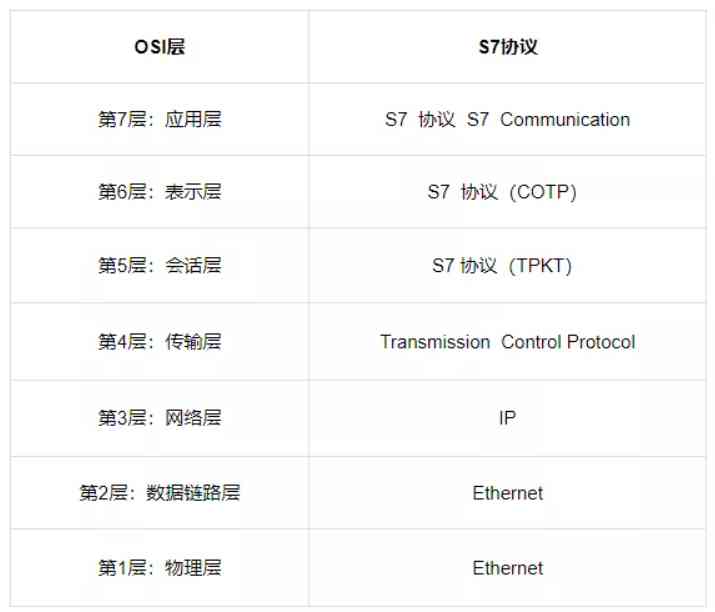 OSI层 S7协议
第7层：应用层 S7 协议 S7 Communication
第6层：表示层 S7 协议（COTP）
第5层：会话层 S7 协议（TPKT）
第4层：传输层 Transmission Control Protocol
第3层：网络层 IP
第2层：数据链路层 Ethernet
第1层：物理层 Ethernet